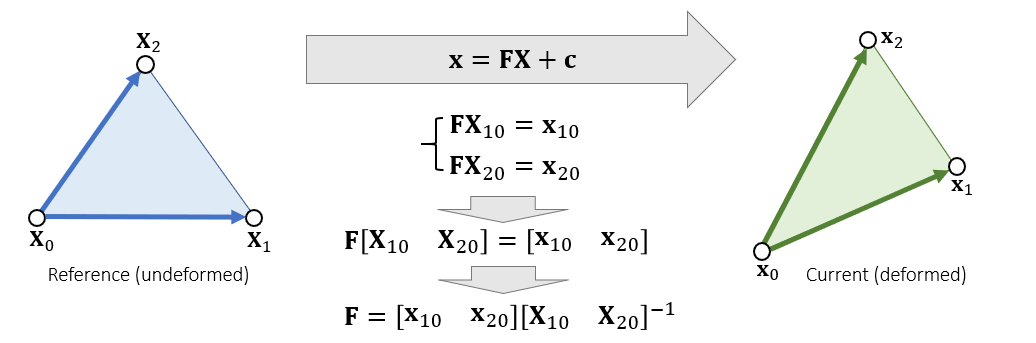 X₂
X₀
X₁
Reference (undeformed)
x = FX + c
FX₁₀ = x₁₀
FX₂₀ = x₂₀
F[X₁₀ X₂₀] = [x₁₀ x₂₀]
F = [x₁₀ x₂₀][X₁₀ X₂₀]⁻¹
x₂
x₁
x₀
Current (deformed)